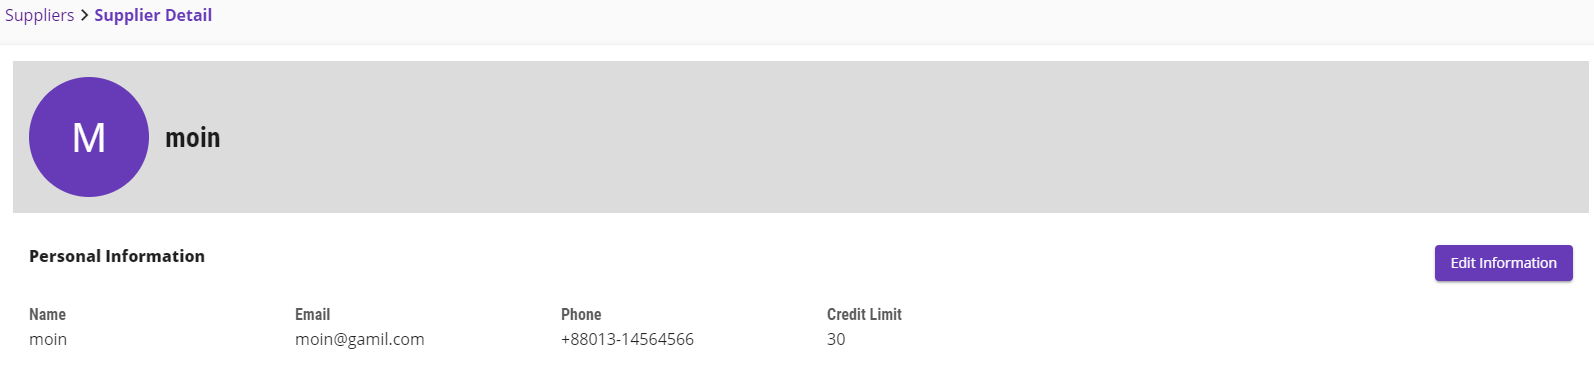 Suppliers > Supplier Detail
M
moin
Personal Information
Edit Information
Name Email Phone Credit Limit
moin moin@gamil.com +88013-14564566 30